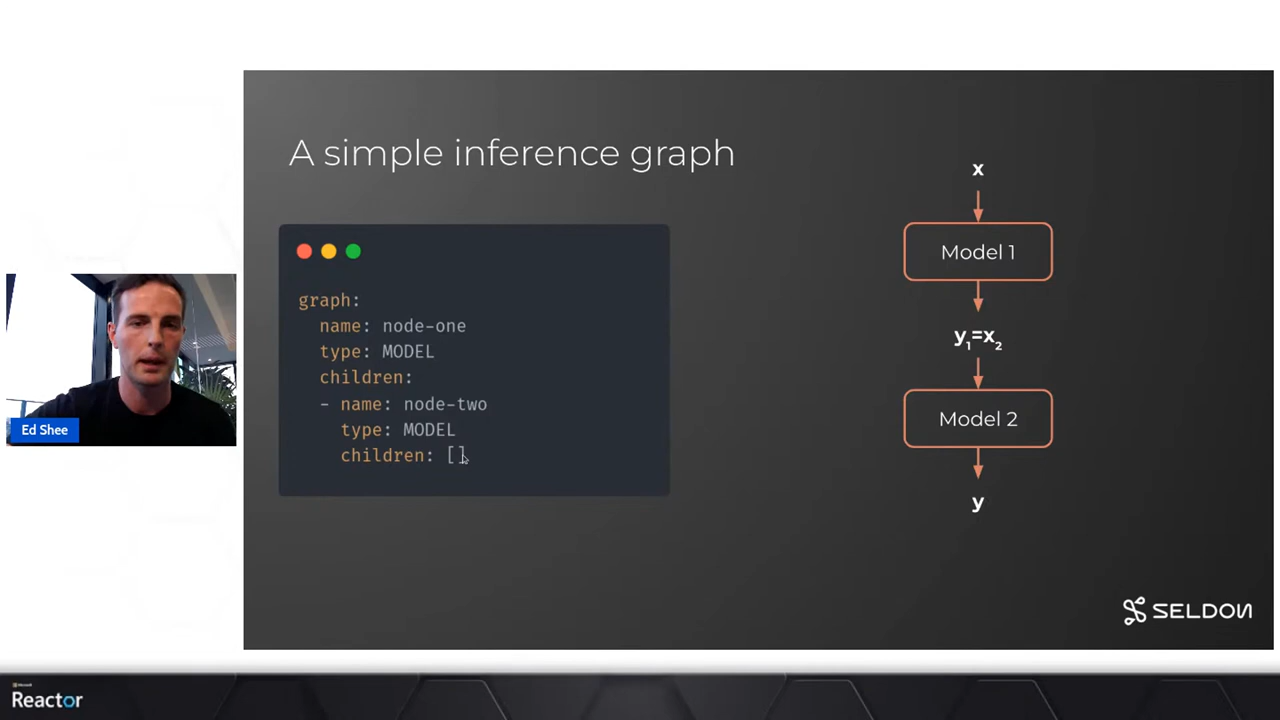 A simple inference graph
graph:
name: node-one
type: MODEL
children:
- name: node-two
type: MODEL
children: []
x
Model 1
y1=x2
Model 2
y
Ed Shee
SELDON
Microsoft
Reactor